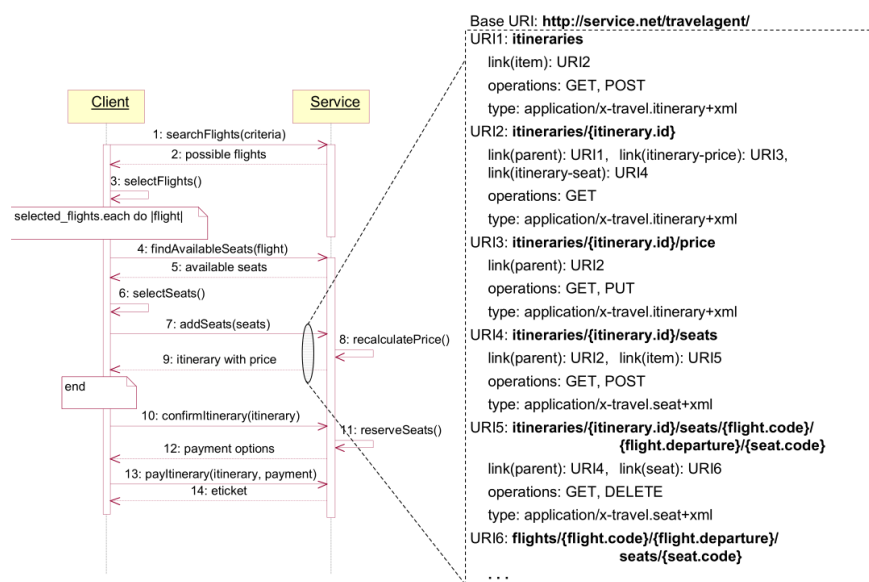 Client
Service
1: searchFlights(criteria)
2: possible flights
3: selectFlights()
selected_flights.each do |flight|
4: findAvailableSeats(flight)
5: available seats
6: selectSeats()
7: addSeats(seats)
8: recalculatePrice()
9: itinerary with price
end
10: confirmItinerary(itinerary)
11: reserveSeats()
12: payment options
13: payItinerary(itinerary, payment)
14: eticket
Base URI: http://service.net/travelagent/
URI1: itineraries
link(item): URI2
operations: GET, POST
type: application/x-travel.itinerary+xml
URI2: itineraries/{itinerary.id}
link(parent): URI1, link(itinerary-price): URI3,
link(itinerary-seat): URI4
operations: GET
type: application/x-travel.itinerary+xml
URI3: itineraries/{itinerary.id}/price
link(parent): URI2
operations: GET, PUT
type: application/x-travel.itinerary+xml
URI4: itineraries/{itinerary.id}/seats
link(parent): URI2, link(item): URI5
operations: GET, POST
type: application/x-travel.seat+xml
URI5: itineraries/{itinerary.id}/seats/{flight.code}/
{flight.departure}/{seat.code}
link(parent): URI4, link(seat): URI6
operations: GET, DELETE
type: application/x-travel.seat+xml
URI6: flights/{flight.code}/{flight.departure}/
seats/{seat.code}
. . .